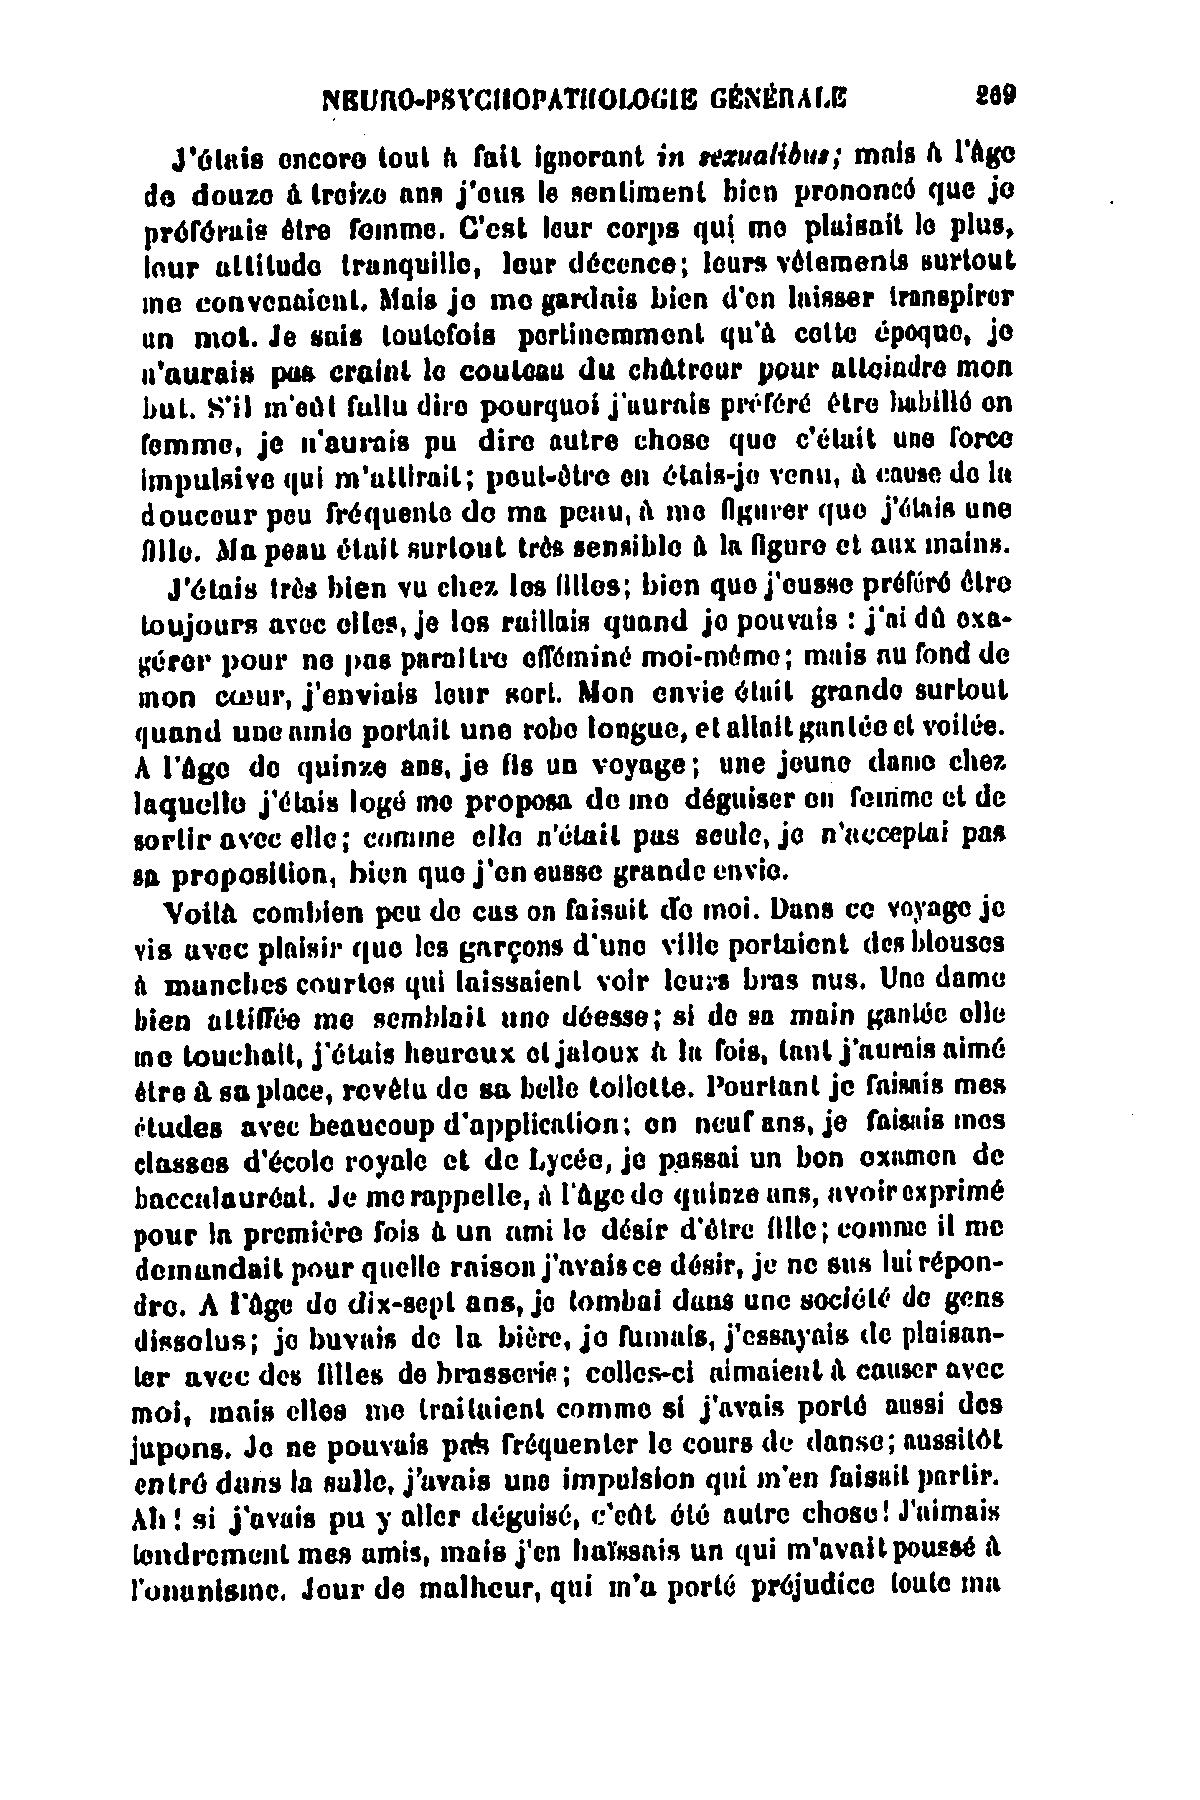 NEURO-PSYCHOPATHOLOGIE GÉNÉRALE 269
J'étais encore tout à fait ignorant in sexualibus; mais à l'âge
de douze à treize ans j'eus le sentiment bien prononcé que je
préférais être femme. C'est leur corps qui me plaisait le plus,
leur attitude tranquille, leur décence; leurs vêtements surtout
me convenaient. Mais je me gardais bien d'en laisser transpirer
un mot. Je sais toutefois pertinemment qu'à cette époque, je
n'aurais pas craint le couteau du châtreur pour atteindre mon
but. S'il m'eût fallu dire pourquoi j'aurais préféré être habillé en
femme, je n'aurais pu dire autre chose que c'était une force
impulsive qui m'attirait; peut-être en étais-je venu, à cause de la
douceur peu fréquente de ma peau, à me figurer que j'étais une
fille. Ma peau était surtout très sensible à la figure et aux mains.
J'étais très bien vu chez les filles; bien que j'eusse préféré être
toujours avec elles, je les raillais quand je pouvais : j'ai dû exa-
gérer pour ne pas paraître efféminé moi-même; mais au fond de
mon cœur, j'enviais leur sort. Mon envie était grande surtout
quand une amie portait une robe longue, et allait gantée et voilée.
A l'âge de quinze ans, je fis un voyage; une jeune dame chez
laquelle j'étais logé me proposa de me déguiser en femme et de
sortir avec elle; comme elle n'était pas seule, je n'acceptai pas
sa proposition, bien que j'en eusse grande envie.
Voilà combien peu de cas on faisait de moi. Dans ce voyage je
vis avec plaisir que les garçons d'une ville portaient des blouses
à manches courtes qui laissaient voir leurs bras nus. Une dame
bien attiffée me semblait une déesse; si de sa main gantée elle
me touchait, j'étais heureux et jaloux à la fois, tant j'aurais aimé
être à sa place, revêtu de sa belle toilette. Pourtant je faisais mes
études avec beaucoup d'application; en neuf ans, je faisais mes
classes d'école royale et de Lycée, je passai un bon examen de
baccalauréat. Je me rappelle, à l'âge de quinze ans, avoir exprimé
pour la première fois à un ami le désir d'être fille; comme il me
demandait pour quelle raison j'avais ce désir, je ne sus lui répon-
dre. A l'âge de dix-sept ans, je tombai dans une société de gens
dissolus; je buvais de la bière, je fumais, j'essayais de plaisan-
ter avec des filles de brasserie; celles-ci aimaient à causer avec
moi, mais elles me traitaient comme si j'avais porté aussi des
jupons. Je ne pouvais pas fréquenter le cours de danse; aussitôt
entré dans la salle, j'avais une impulsion qui m'en faisait partir.
Ah! si j'avais pu y aller déguisé, c'eût été autre chose! J'aimais
tendrement mes amis, mais j'en haïssais un qui m'avait poussé à
l'onanisme. Jour de malheur, qui m'a porté préjudice toute ma